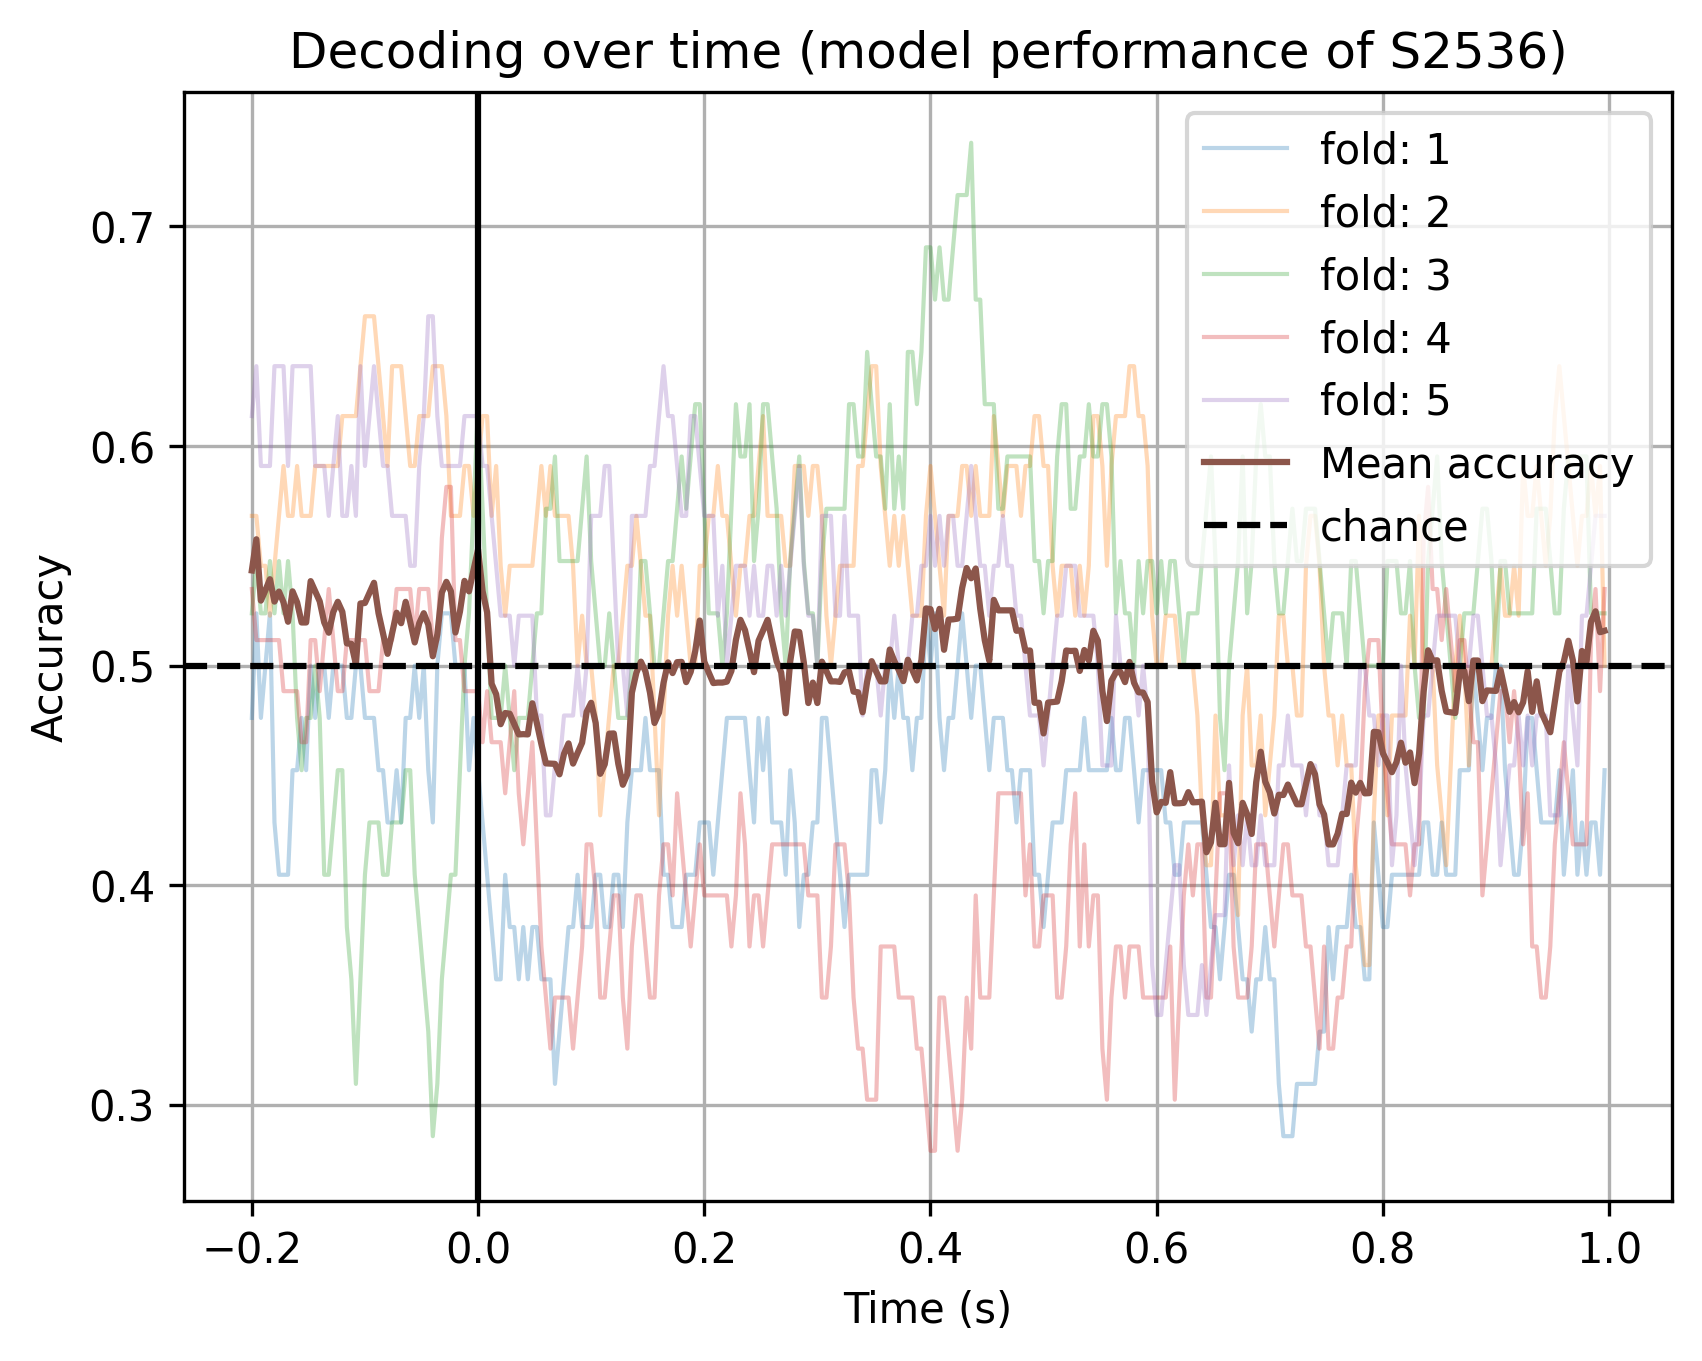 Decoding over time (model performance of S2536)
fold: 1
fold: 2
fold: 3
fold: 4
fold: 5
Mean accuracy
chance
Accuracy
0.7
0.6
0.5
0.4
0.3
−0.2 0.0 0.2 0.4 0.6 0.8 1.0
Time (s)